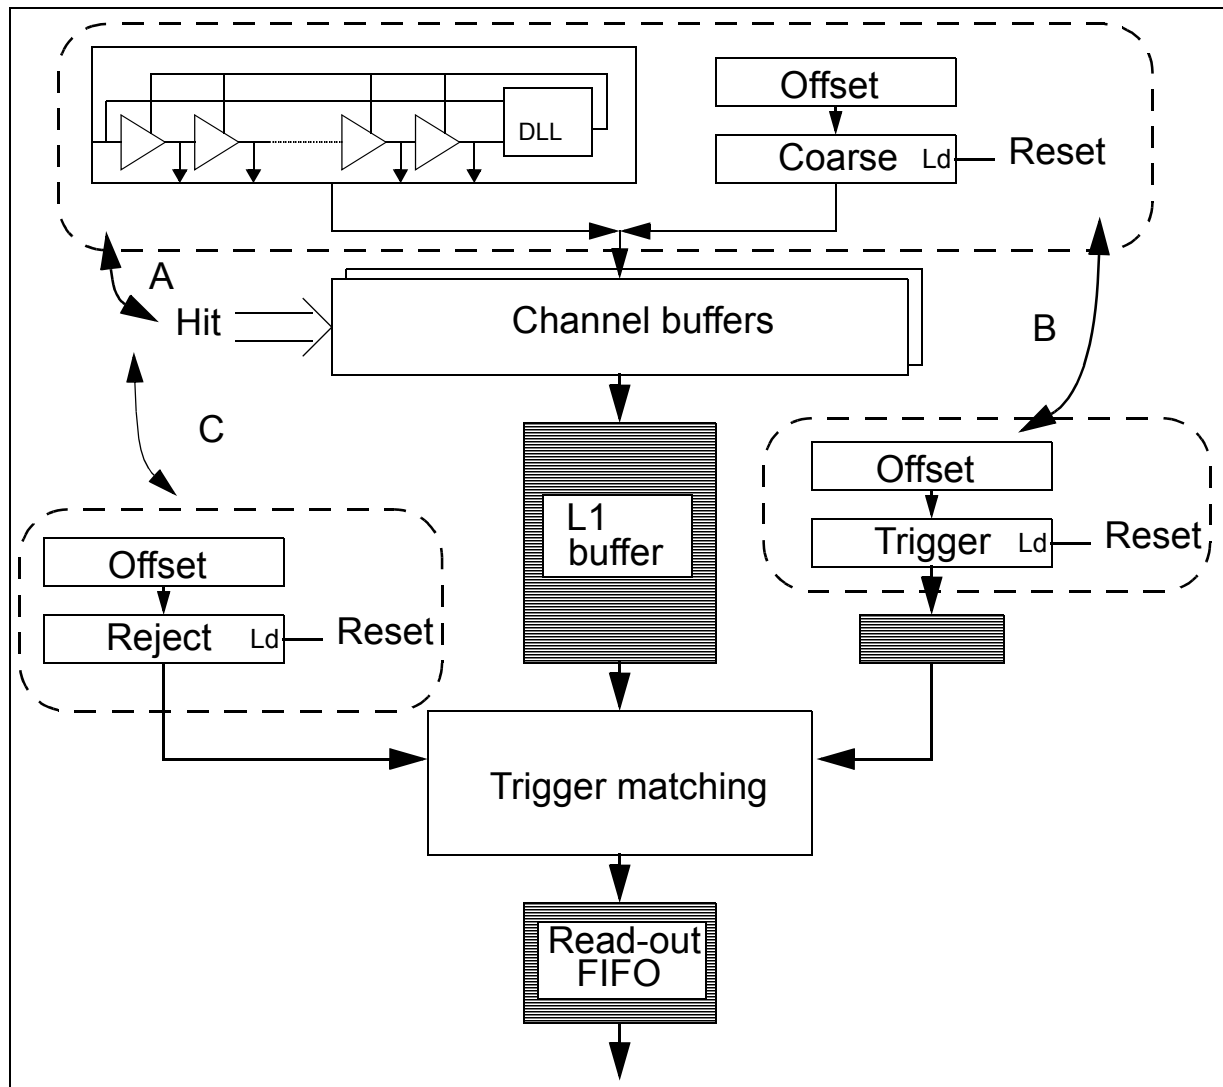 Offset
DLL
Coarse
Ld
Reset
A
Hit
Channel buffers
B
C
L1
buffer
Offset
Trigger
Ld
Reset
Offset
Reject
Ld
Reset
Trigger matching
Read-out
FIFO